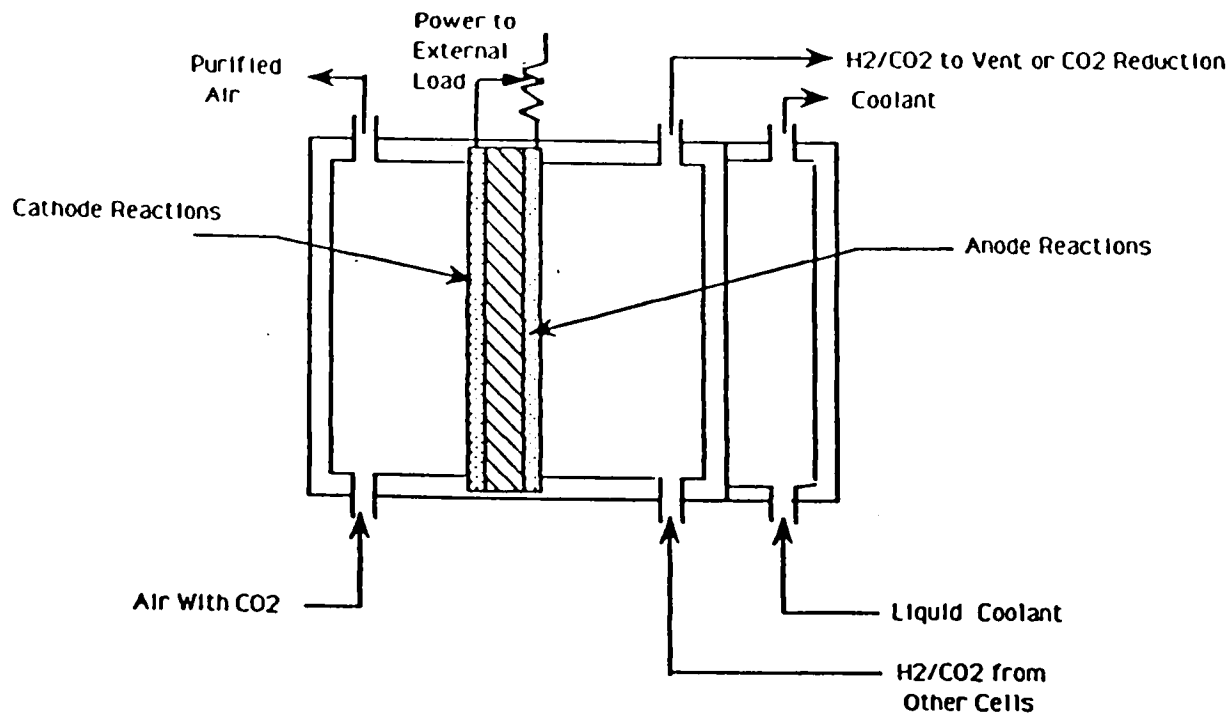 Power to
External
Load
Purified
Air
H2/CO2 to Vent or CO2 Reduction
Coolant
Cathode Reactions
Anode Reactions
Air With CO2
Liquid Coolant
H2/CO2 from
Other Cells